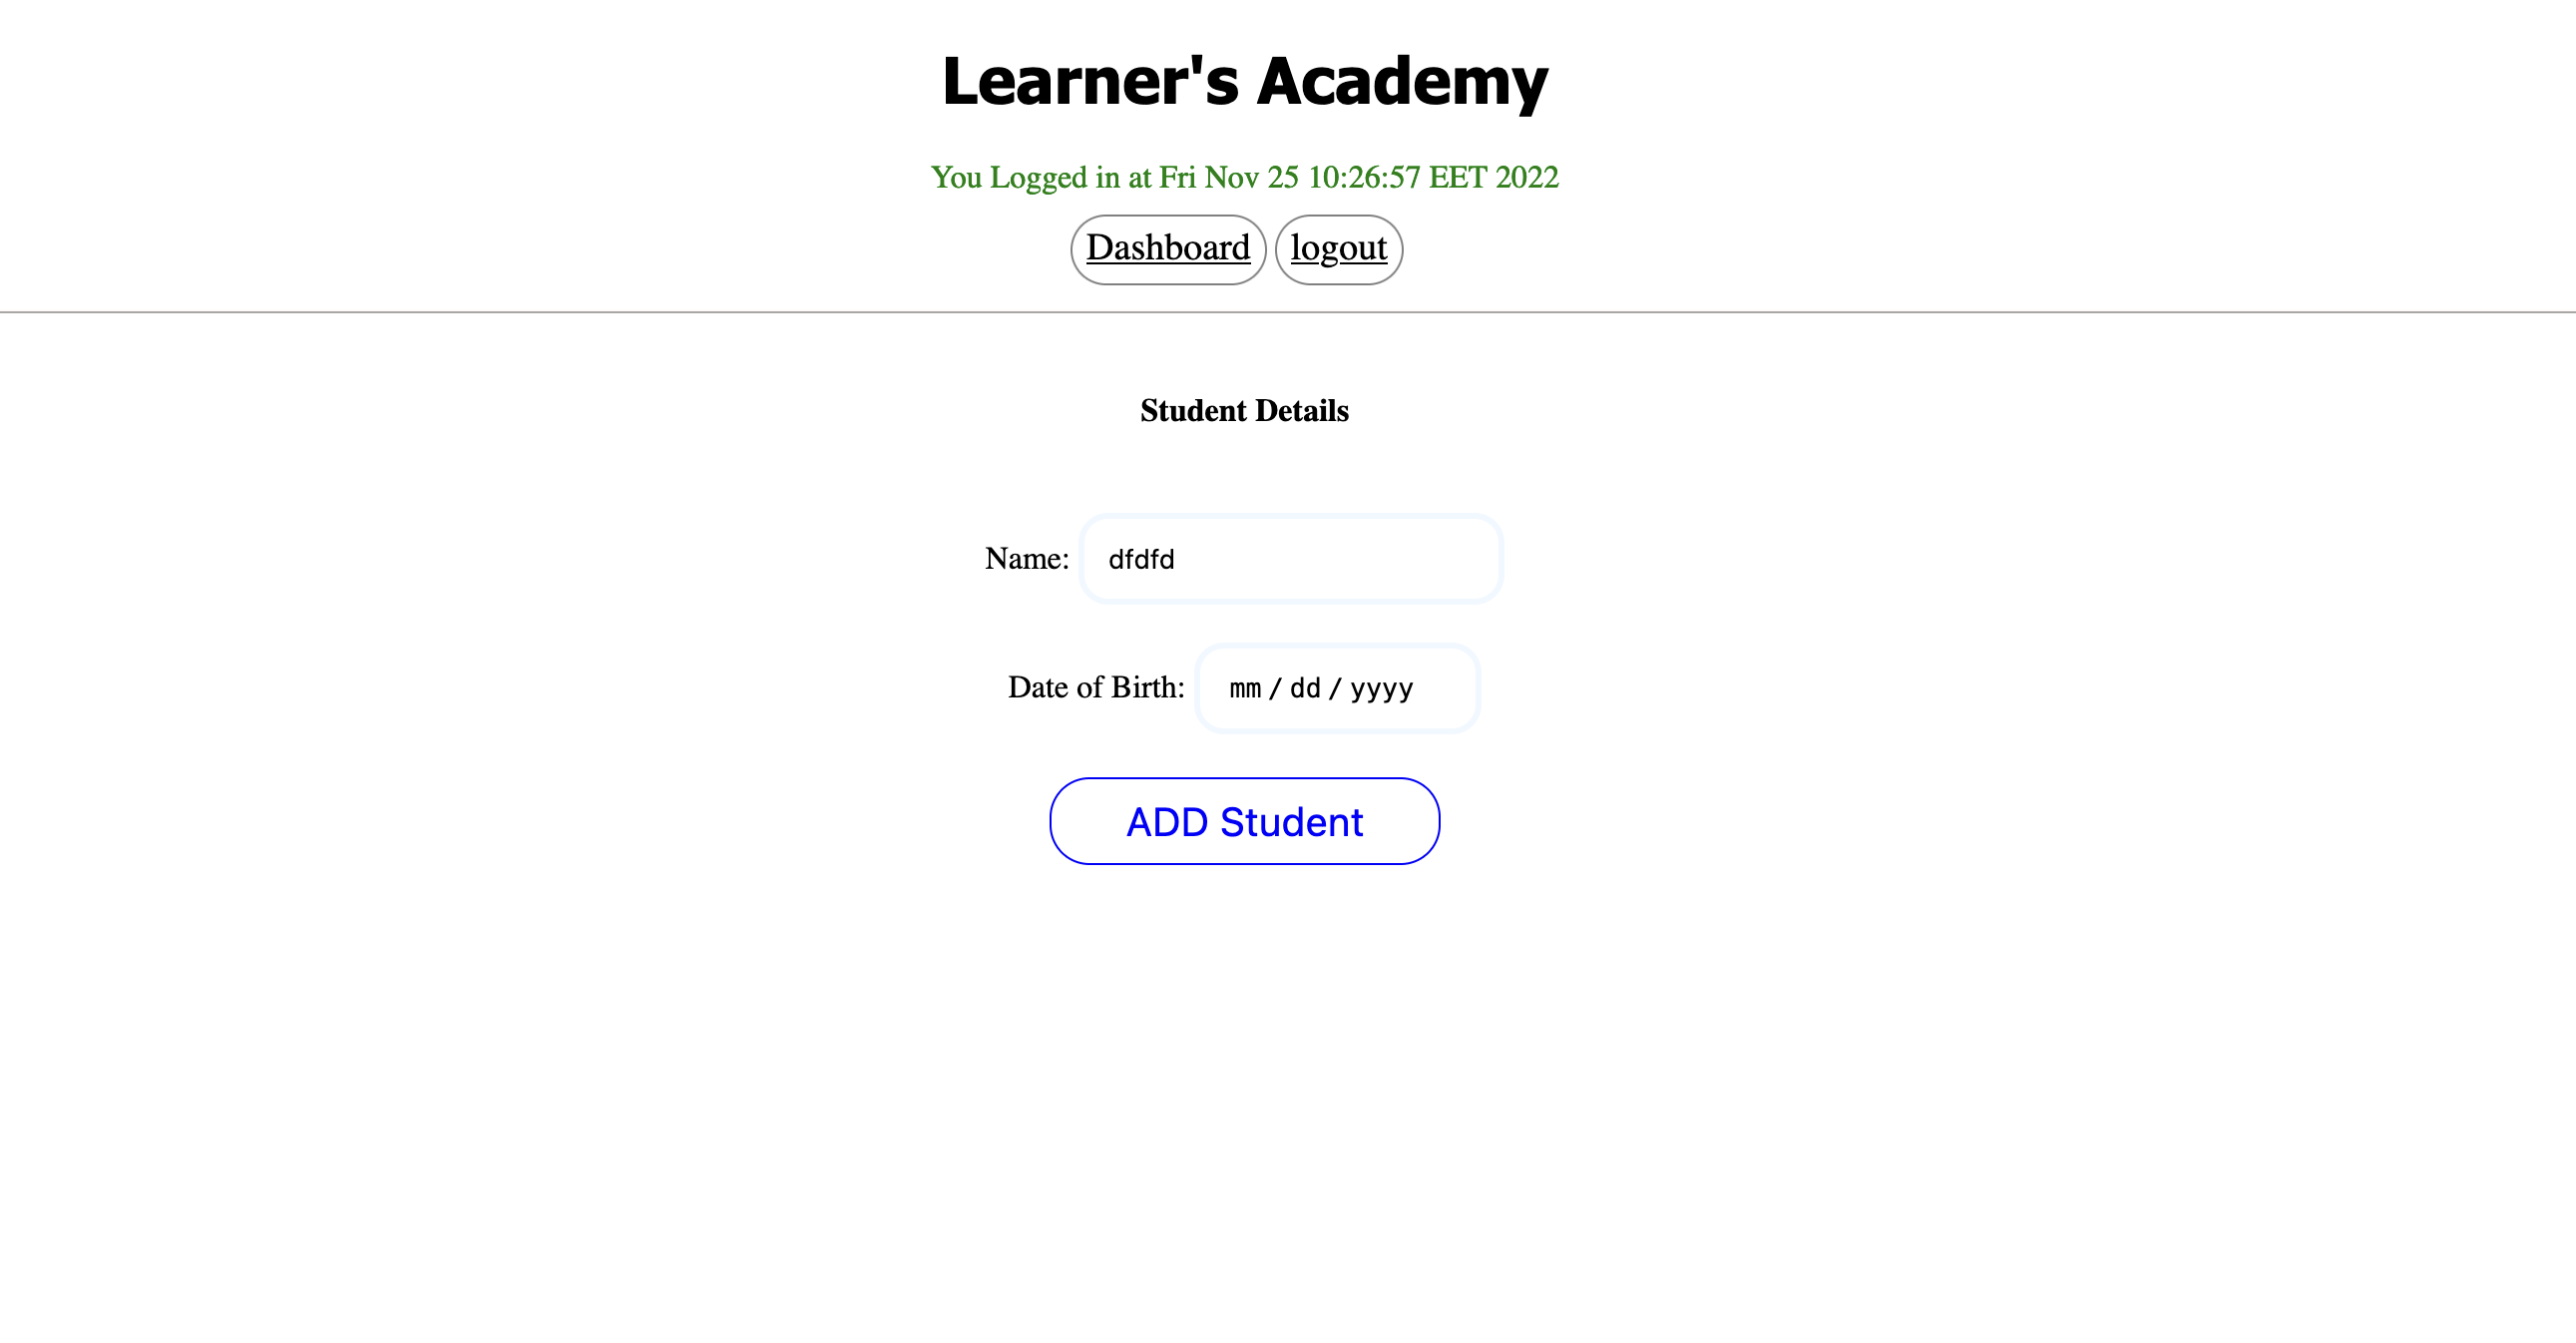 Learner's Academy
You Logged in at Fri Nov 25 10:26:57 EET 2022
Dashboard logout
Student Details
Name: dfdfd
Date of Birth: mm / dd / yyyy
ADD Student